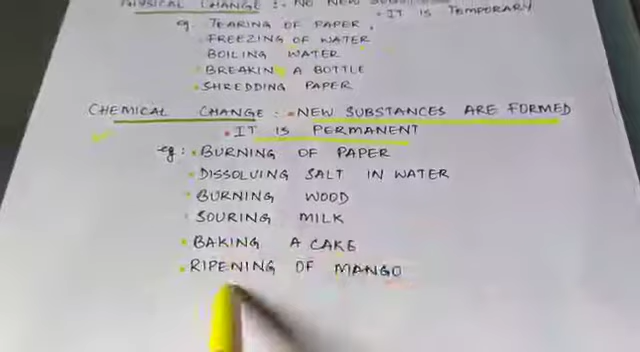 PHYSICAL CHANGE :- NO NEW
• IT IS TEMPORARY
eg. TEARING OF PAPER.
FREEZING OF WATER
BOILING WATER
• BREAKING A BOTTLE
• SHREDDING PAPER
CHEMICAL CHANGE : • NEW SUBSTANCES ARE FORMED
• IT IS PERMANENT
eg: • BURNING OF PAPER
• DISSOLVING SALT IN WATER
• BURNING WOOD
• SOURING MILK
• BAKING A CAKE
• RIPENING OF MANGO